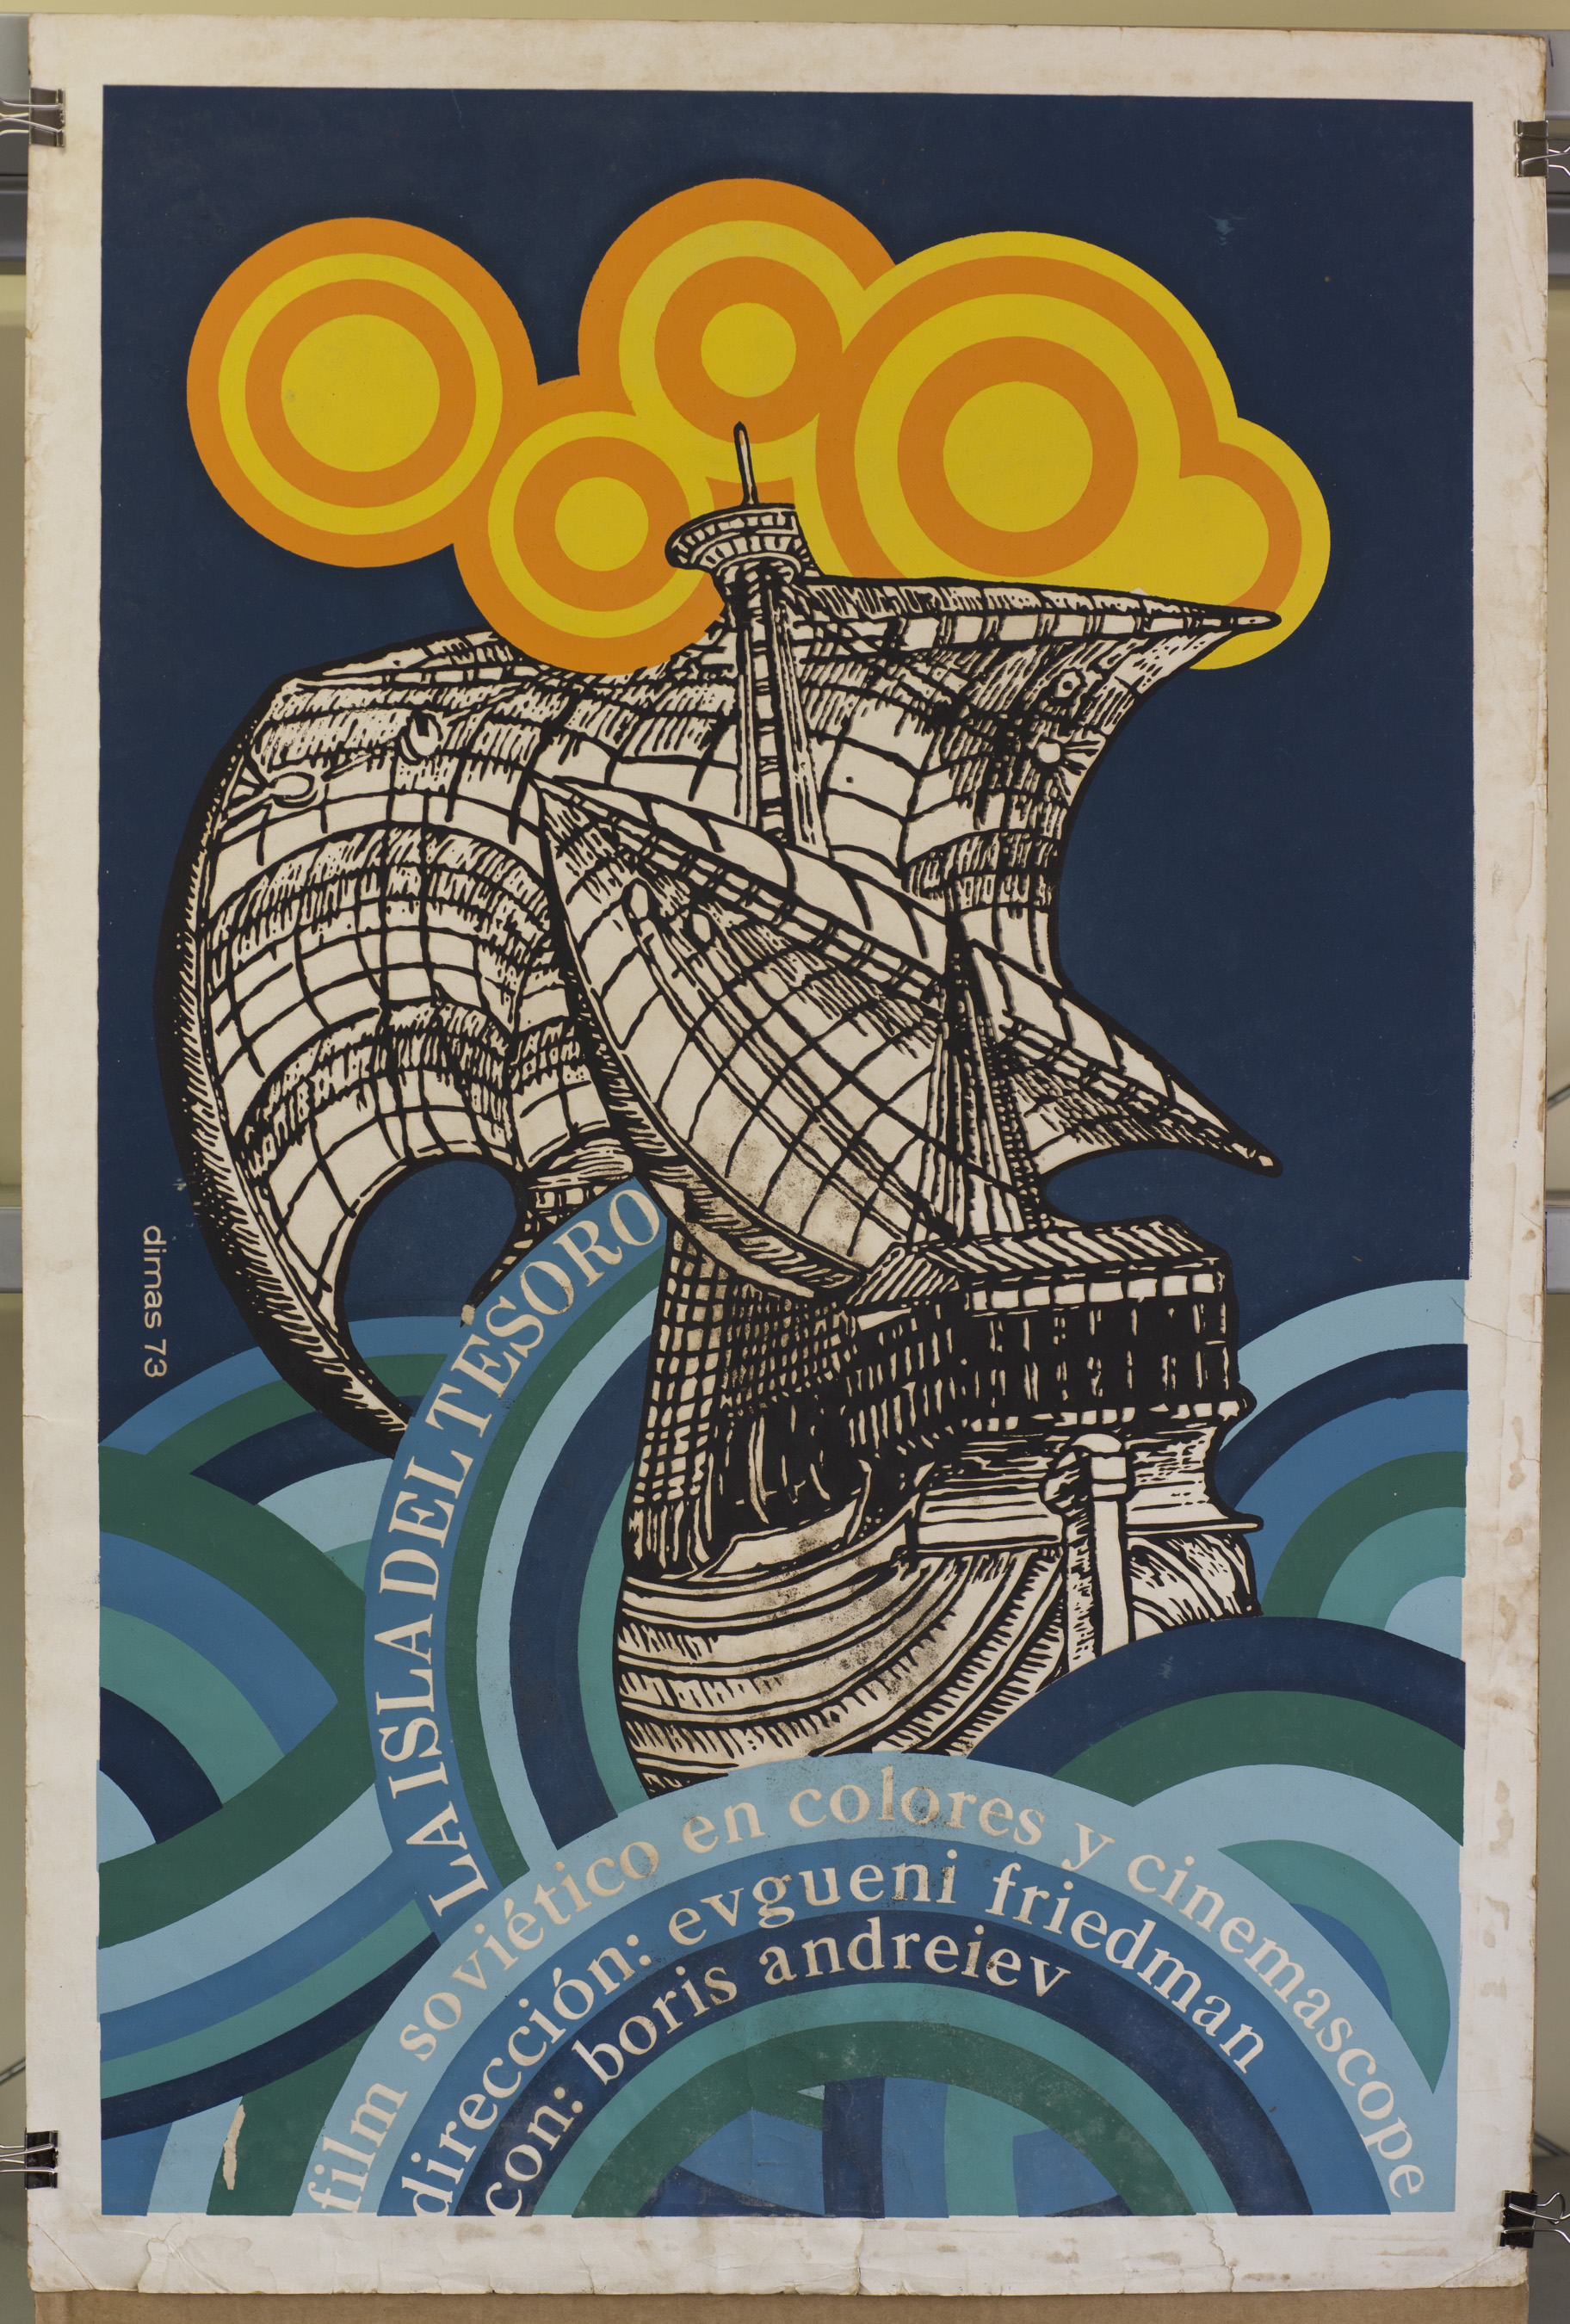 dimas 73
LA ISLA DEL TESORO
film soviético en colores y cinemascope
dirección: evgueni friedman
con: boris andreiev